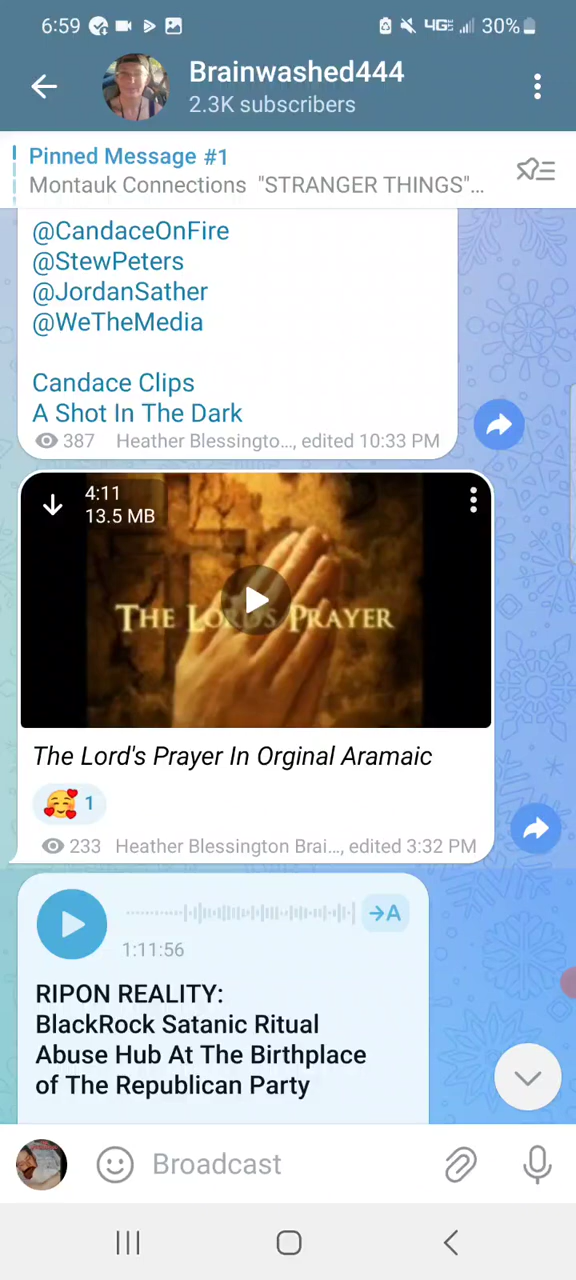 6:59 4GE 30%
Brainwashed444
2.3K subscribers
Pinned Message #1
Montauk Connections "STRANGER THINGS"...
@CandaceOnFire
@StewPeters
@JordanSather
@WeTheMedia
Candace Clips
A Shot In The Dark
387 Heather Blessingto..., edited 10:33 PM
4:11
13.5 MB
THE LORD'S PRAYER
The Lord's Prayer In Orginal Aramaic
1
233 Heather Blessington Brai..., edited 3:32 PM
→A
1:11:56
RIPON REALITY:
BlackRock Satanic Ritual
Abuse Hub At The Birthplace
of The Republican Party
Broadcast